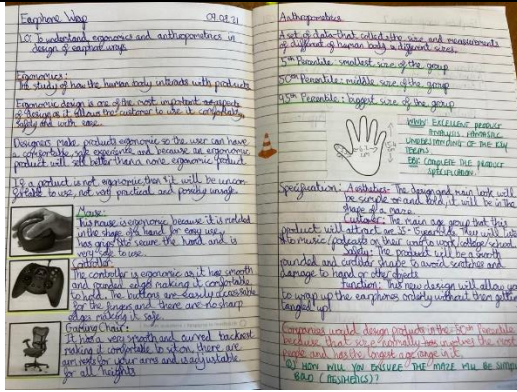 Earphone Wrap 09.03.21
LO: To understand ergonomics and anthropometrics in
design of earphone wraps
Ergonomics:
The study of how the human body interacts with products
Ergonomic design is one of the most important aspects
of design as it allows the customer to use it comfortably,
safely and with ease.
Designers make products ergonomic so the user can have
a comfortable, safe experience and because an ergonomic
product will sell better than a none ergonomic product.
If a product is not ergonomic then it will be uncom-
fortable to use, not very practical and possibly unsafe.
Mouse:
This mouse is ergonomic because it is molded
in the shape of a hand for easy use,
has grips to secure the hand and is
very safe to use.
Controller:
The controller is ergonomic as it has smooth
and rounded edges making it comfortable
to hold. The buttons are easily accessable
for the fingers and there are no sharp
edges making it safe.
Gaming Chair:
It has a very smooth and curved backrest
making it comfortable to sit on, there are
arm rests for your arms and is adjustable
for all heights
Anthropometrics
A set of data that collected the size and measurements
of different human body's different sizes.
5th Percentile: smallest size of the group
50th Percentile: middle size of the group
95th Percentile: biggest size of the group
WWW: EXCELLENT PRODUCT
ANALYSIS, FANTASTIC
UNDERSTANDING OF THE KEY
TERMS.
EBI: COMPLETE THE PRODUCT
SPECIFICATION.
Specification: Aesthetics: The design and main look will
be simple and bold, it will be in the
shape of a maze.
Customer: The main age group that this
product will attract are 15-15 year olds. They will listen
to music/podcasts on their way to work/college/school
Safety: The product will be a smooth
rounded and curved shape to avoid scratches and
damage to hand or other objects
Function: This new design will allow you
to wrap up the earphones orderly without them getting
tangled up!
Companies would design products in the 50th Percentile
because that size normally involves the most
people and has the largest age range in it.
Q) HOW WILL YOU ENSURE THE MAZE WILL BE SIMPLE
BOLD (AESTHETICS)?